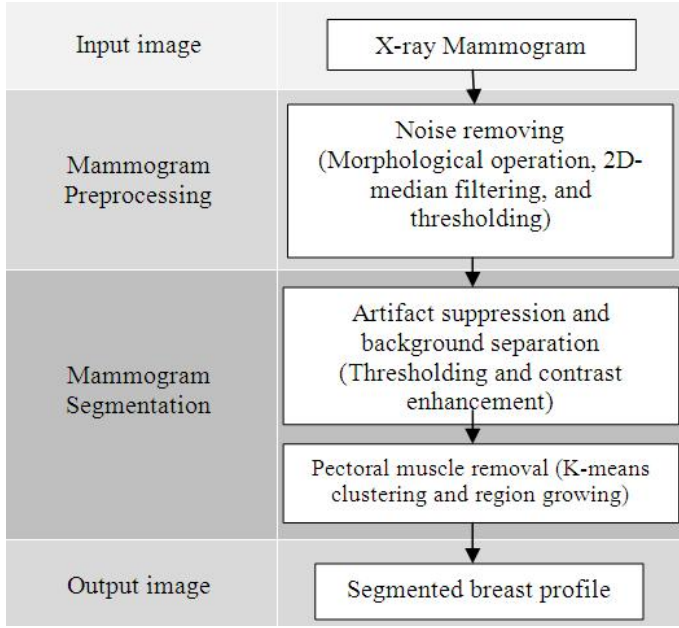 Input image
X-ray Mammogram
Mammogram
Preprocessing
Noise removing
(Morphological operation, 2D-
median filtering, and
thresholding)
Mammogram
Segmentation
Artifact suppression and
background separation
(Thresholding and contrast
enhancement)
Pectoral muscle removal (K-means
clustering and region growing)
Output image
Segmented breast profile